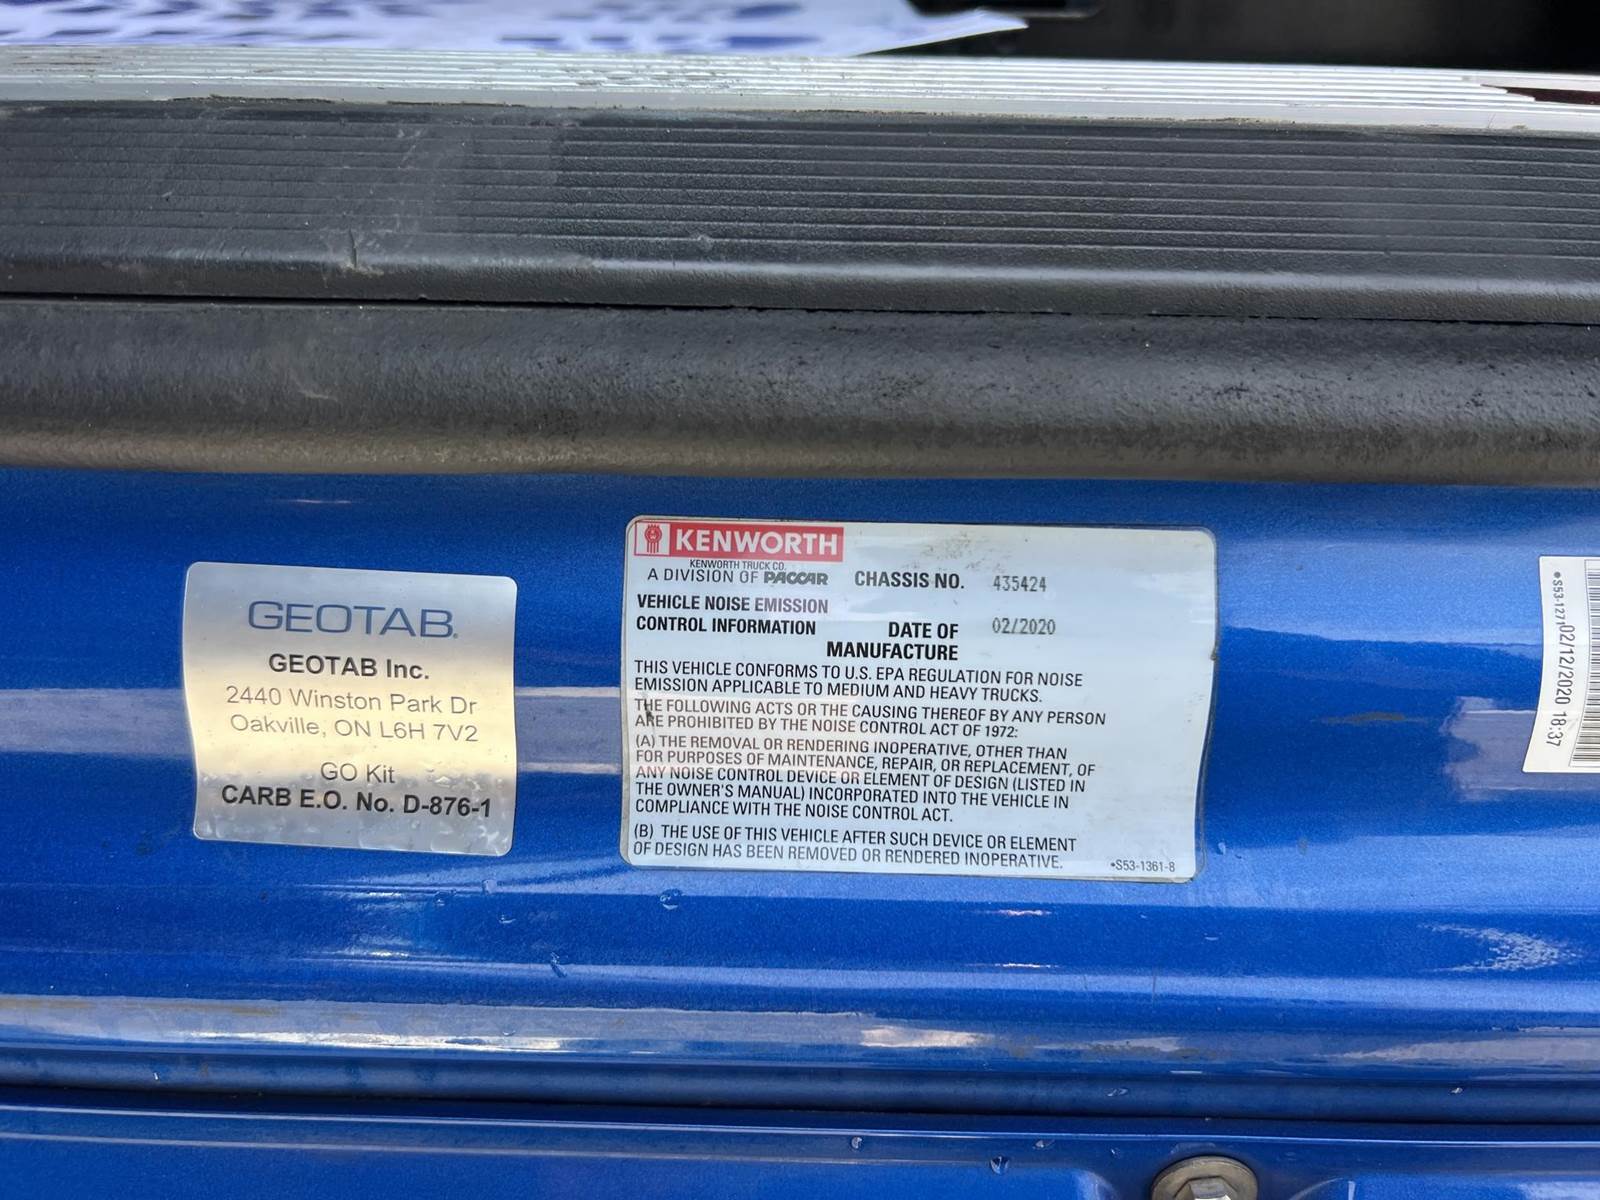 GEOTAB
GEOTAB Inc.
2440 Winston Park Dr
Oakville, ON L6H 7V2
GO Kit
CARB E.O. No. D-876-1
KENWORTH
KENWORTH TRUCK CO.
A DIVISION OF PACCAR
CHASSIS NO. 435424
VEHICLE NOISE EMISSION
CONTROL INFORMATION
DATE OF
MANUFACTURE
02/2020
THIS VEHICLE CONFORMS TO U.S. EPA REGULATION FOR NOISE
EMISSION APPLICABLE TO MEDIUM AND HEAVY TRUCKS.
THE FOLLOWING ACTS OR THE CAUSING THEREOF BY ANY PERSON
ARE PROHIBITED BY THE NOISE CONTROL ACT OF 1972:
(A) THE REMOVAL OR RENDERING INOPERATIVE, OTHER THAN
FOR PURPOSES OF MAINTENANCE, REPAIR, OR REPLACEMENT, OF
ANY NOISE CONTROL DEVICE OR ELEMENT OF DESIGN (LISTED IN
THE OWNER'S MANUAL) INCORPORATED INTO THE VEHICLE IN
COMPLIANCE WITH THE NOISE CONTROL ACT.
(B) THE USE OF THIS VEHICLE AFTER SUCH DEVICE OR ELEMENT
OF DESIGN HAS BEEN REMOVED OR RENDERED INOPERATIVE.
•S53-1361-8
•S53-1271
02/12/2020 18:37